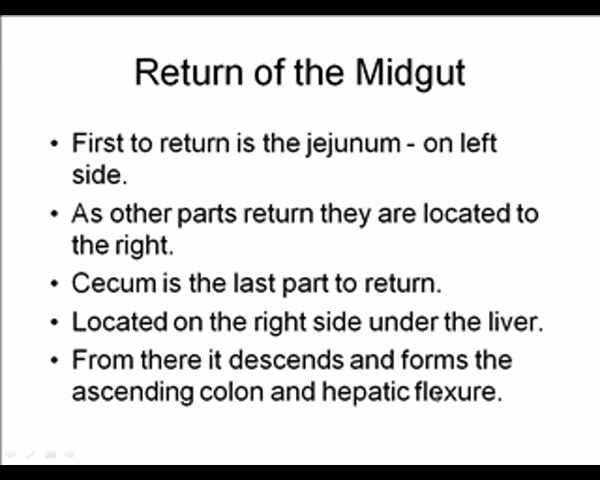 Return of the Midgut
• First to return is the jejunum - on left
side.
• As other parts return they are located to
the right.
• Cecum is the last part to return.
• Located on the right side under the liver.
• From there it descends and forms the
ascending colon and hepatic flexure.